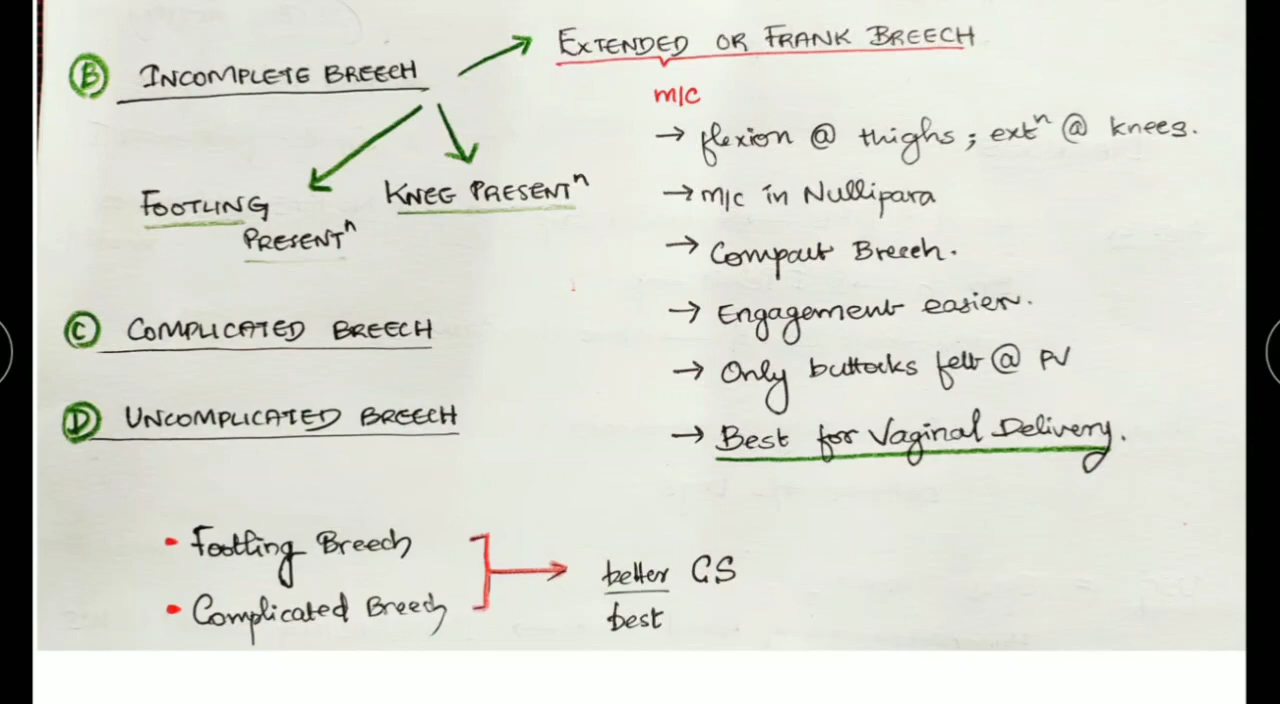 EXTENDED OR FRANK BREECH
Ⓑ INCOMPLETE BREECH
m/c
→ flexion @ thighs ; extⁿ @ knees.
FOOTLING
PRESENTⁿ
KNEE PRESENTⁿ
→ m/c in Nullipara
→ Compact Breech.
→ Engagement easier.
Ⓒ COMPLICATED BREECH
→ Only buttocks felt @ PV
Ⓓ UNCOMPLICATED BREECH
→ Best for Vaginal Delivery.
• Footling Breech
• Complicated Breech
better CS
best